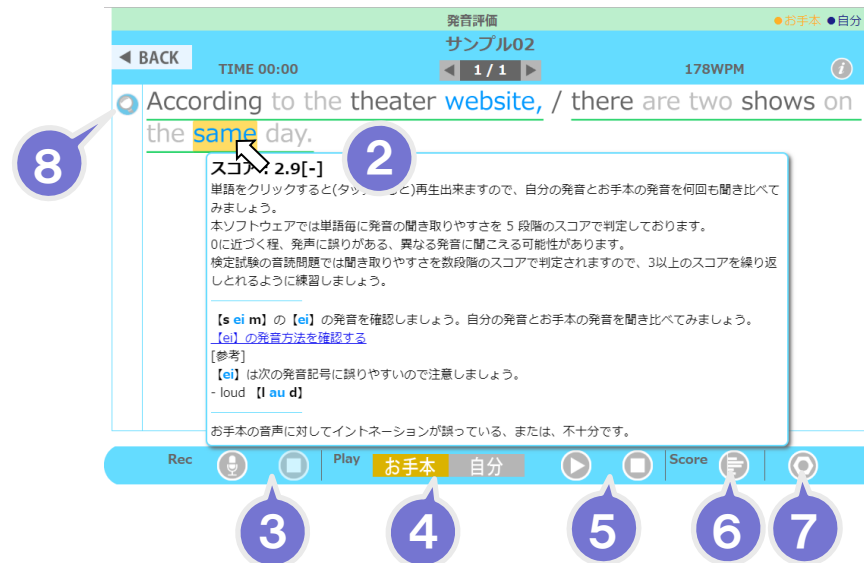 発音評価
●お手本 ●自分
◀ BACK
サンプル02
TIME 00:00
◀ 1 / 1 ▶
178WPM
i
According to the theater website, / there are two shows on
the same day.
8
2
スコア: 2.9[-]
単語をクリックすると(タッ と)再生出来ますので、自分の発音とお手本の発音を何回も聞き比べて
みましょう。
本ソフトウェアでは単語毎に発音の聞き取りやすさを 5 段階のスコアで判定しております。
0に近づく程、発声に誤りがある、異なる発音に聞こえる可能性があります。
検定試験の音読問題では聞き取りやすさを数段階のスコアで判定されますので、3以上のスコアを繰り返
しとれるように練習しましょう。
【s ei m】の【ei】の発音を確認しましょう。自分の発音とお手本の発音を聞き比べてみましょう。
【ei】の発音方法を確認する
[参考]
【ei】は次の発音記号に誤りやすいので注意しましょう。
- loud 【l au d】
お手本の音声に対してイントネーションが誤っている、または、不十分です。
Rec
Play
お手本
自分
Score
3
4
5
6
7